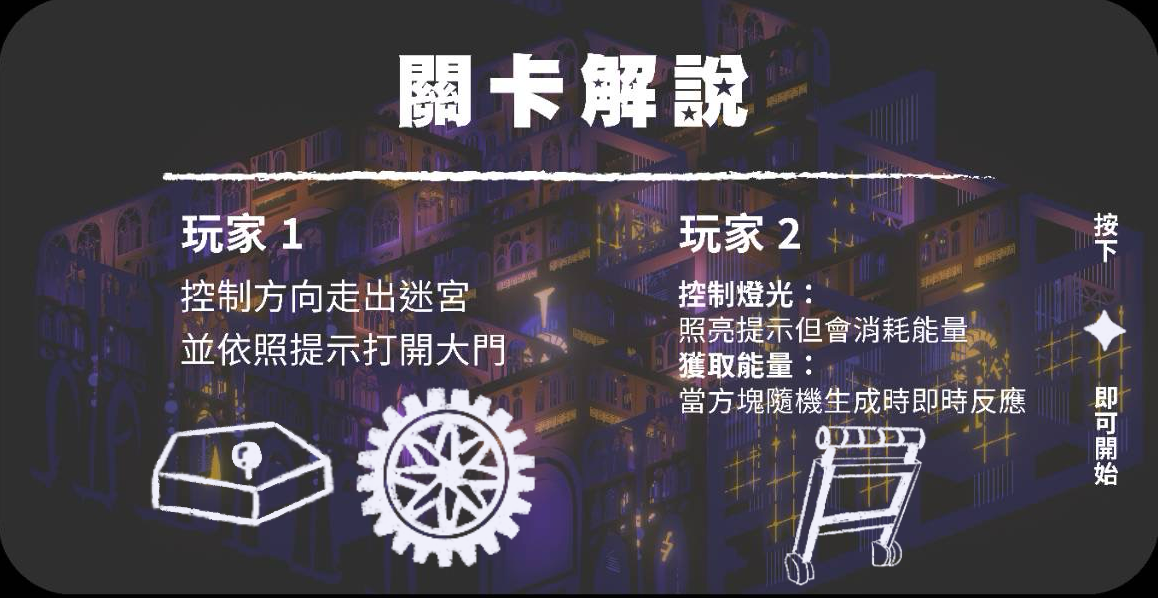 關卡解說
玩家 1
控制方向走出迷宮
並依照提示打開大門
玩家 2
控制燈光：
照亮提示但會消耗能量
獲取能量：
當方塊隨機生成時即時反應
按下
即可開始